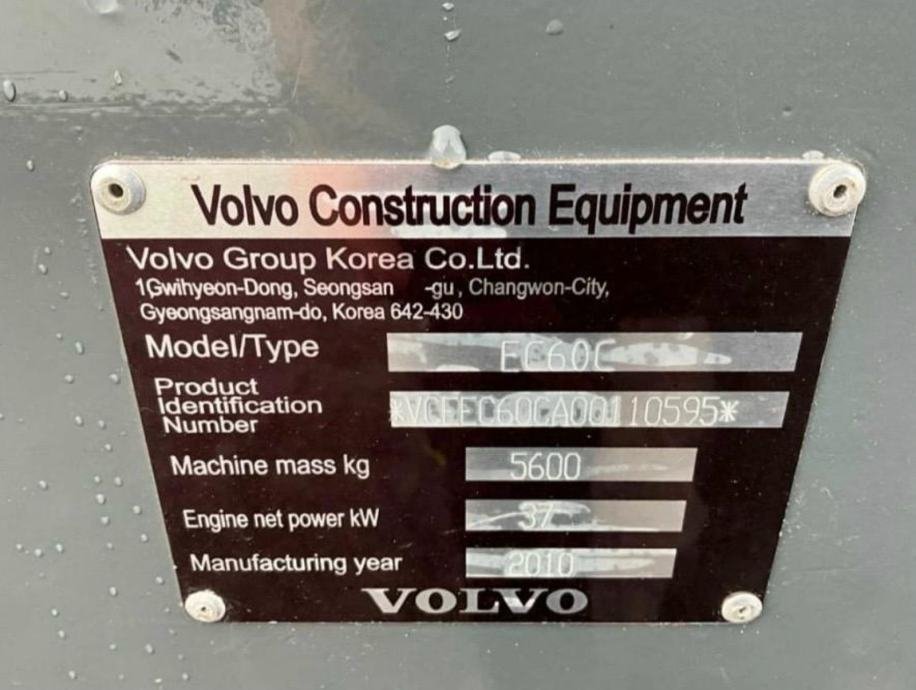 Volvo Construction Equipment
Volvo Group Korea Co.Ltd.
1Gwihyeon-Dong, Seongsan -gu, Changwon-City,
Gyeongsangnam-do, Korea 642-430
Model/Type EC60C
Product
Identification
Number
*VCEEC60CA00110595*
Machine mass kg 5600
Engine net power kW 37
Manufacturing year 2010
VOLVO